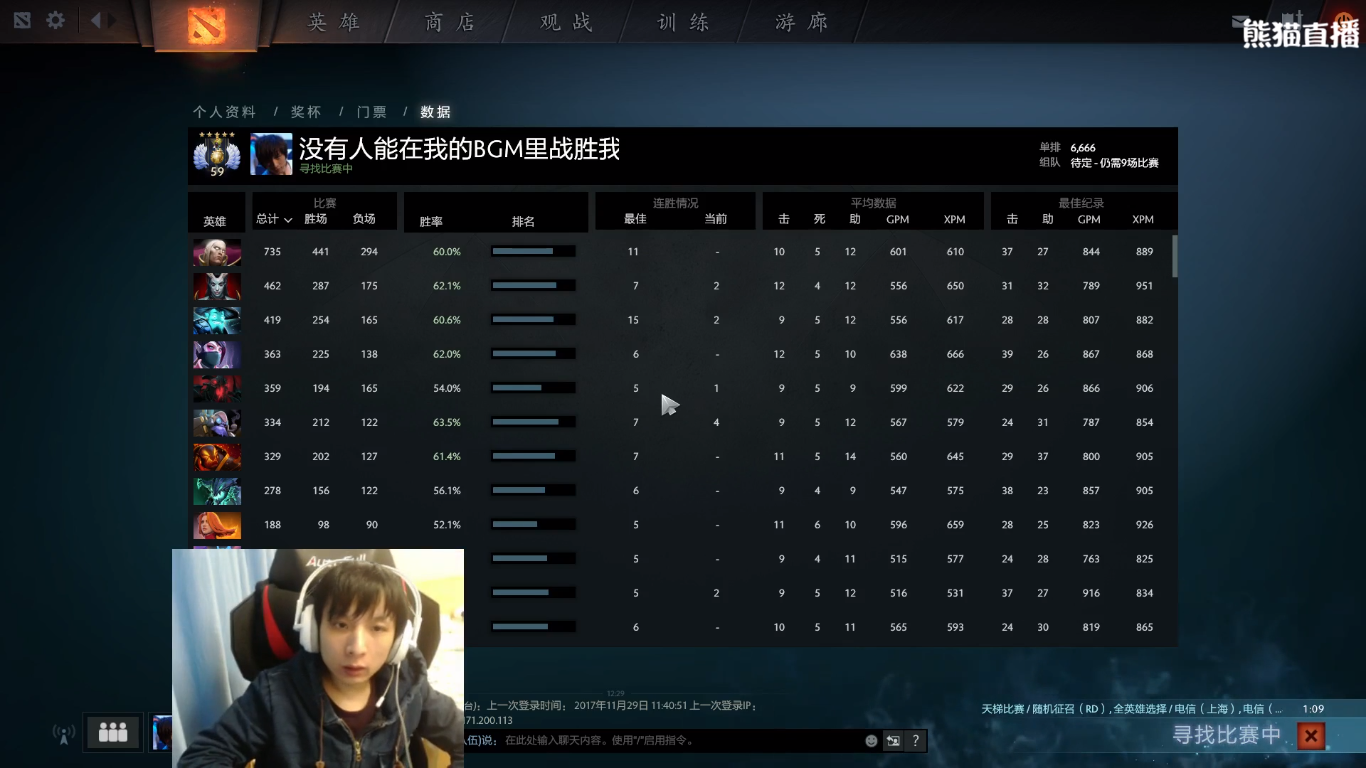 英雄 商店 观战 训练 游廊
熊猫直播
个人资料 / 奖杯 / 门票 / 数据
59
没有人能在我的BGM里战胜我
寻找比赛中
单排 6,666
组队 待定 - 仍需9场比赛
比赛 连胜情况 平均数据 最佳纪录
英雄 总计 胜场 负场 胜率 排名 最佳 当前 击 死 助 GPM XPM 击 助 GPM XPM
735 441 294 60.0% 11 - 10 5 12 601 610 37 27 844 889
462 287 175 62.1% 7 2 12 4 12 556 650 31 32 789 951
419 254 165 60.6% 15 2 9 5 12 556 617 28 28 807 882
363 225 138 62.0% 6 - 12 5 10 638 666 39 26 867 868
359 194 165 54.0% 5 1 9 5 9 599 622 29 26 866 906
334 212 122 63.5% 7 4 9 5 12 567 579 24 31 787 854
329 202 127 61.4% 7 - 11 5 14 560 645 29 37 800 905
278 156 122 56.1% 6 - 9 4 9 547 575 38 23 857 905
188 98 90 52.1% 5 - 11 6 10 596 659 28 25 823 926
5 - 9 4 11 515 577 24 28 763 825
5 2 9 5 12 516 531 37 27 916 834
6 - 10 5 11 565 593 24 30 819 865
12:29
台)：上一次登录时间： 2017年11月29日 11:40:51 上一次登录IP：
171.200.113
队伍)说： 在此处输入聊天内容。使用"/"启用指令。
?
天梯比赛 / 随机征召（RD）, 全英雄选择 / 电信（上海）, 电信（... 1:09
寻找比赛中